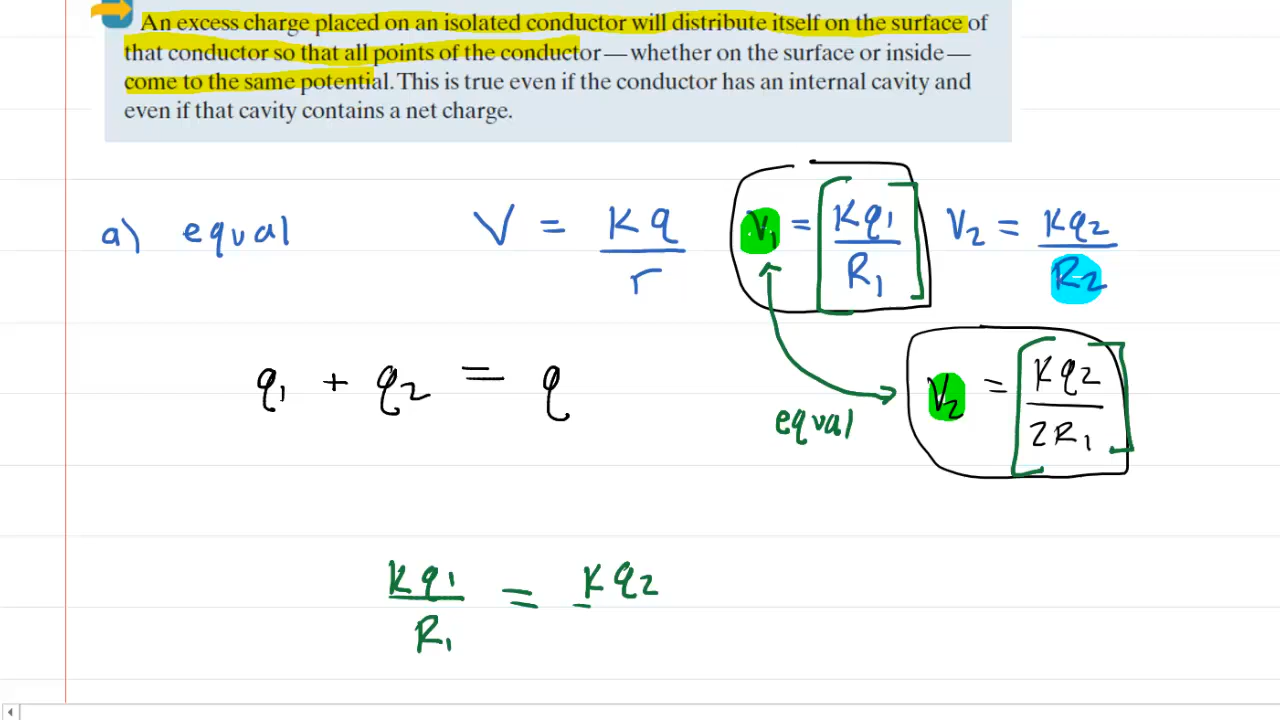 An excess charge placed on an isolated conductor will distribute itself on the surface of
that conductor so that all points of the conductor—whether on the surface or inside—
come to the same potential. This is true even if the conductor has an internal cavity and
even if that cavity contains a net charge.
a) equal V = Kq/r V₁ = [Kq₁/R₁] V₂ = Kq₂/R₂
q₁ + q₂ = q
equal
V₂ = [Kq₂/2R₁]
Kq₁/R₁ = Kq₂